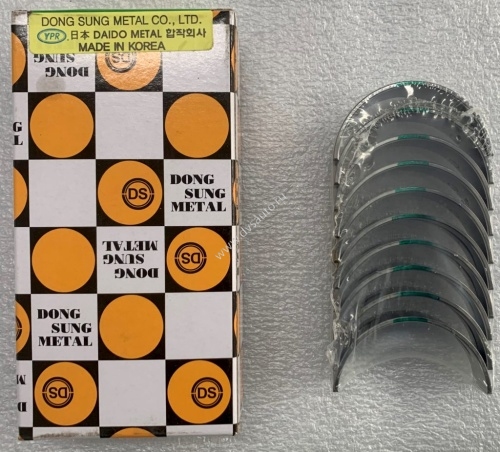 DONG SUNG METAL CO., LTD.
YPR 日本 DAIDO METAL 합작회사
MADE IN KOREA
DONG
SUNG
DS
DS
DONG
SUNG
METAL
DONG
SUNG
METAL
DS
DONG
SUNG
METAL
DS
DS